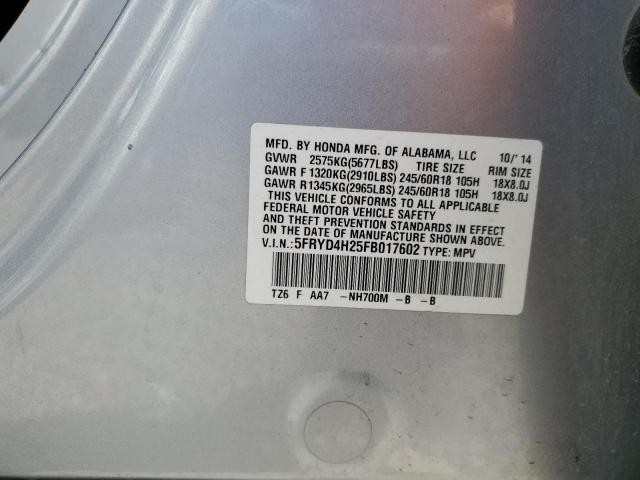 MFD. BY HONDA MFG. OF ALABAMA, LLC 10/'14
GVWR 2575KG(5677LBS) TIRE SIZE RIM SIZE
GAWR F 1320KG(2910LBS) 245/60R18 105H 18X8.0J
GAWR R1345KG(2965LBS) 245/60R18 105H 18X8.0J
THIS VEHICLE CONFORMS TO ALL APPLICABLE
FEDERAL MOTOR VEHICLE SAFETY
AND THEFT PREVENTION STANDARDS IN EFFECT
ON THE DATE OF MANUFACTURE SHOWN ABOVE.
V.I.N.:5FRYD4H25FB017602 TYPE: MPV
TZ6 F AA7 -NH700M -B -B